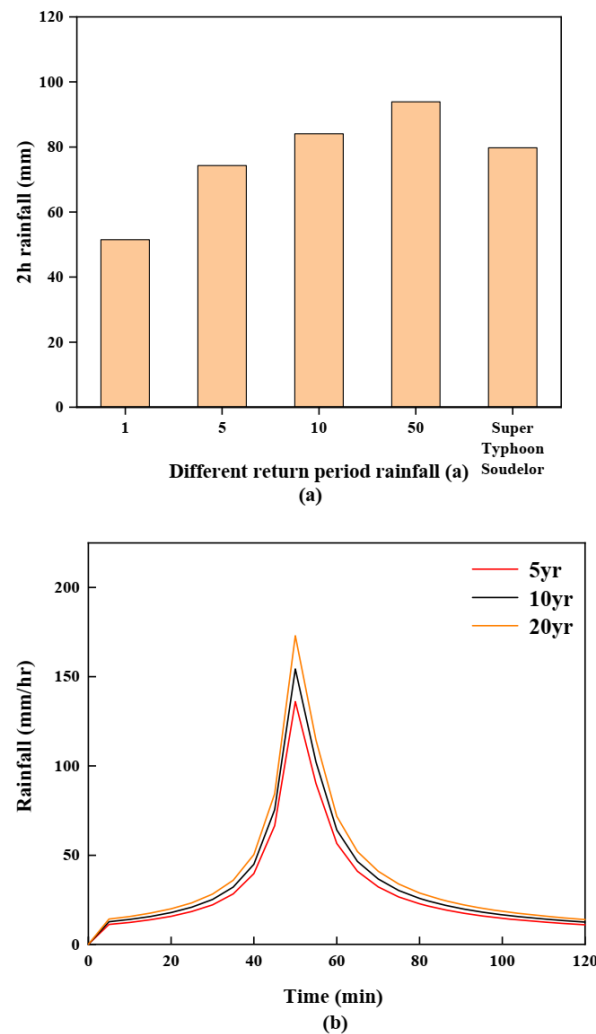 120
100
80
60
40
20
0
2h rainfall (mm)
1
5
10
50
Super
Typhoon
Soudelor
Different return period rainfall (a)
(a)
5yr
10yr
20yr
200
150
100
50
0
Rainfall (mm/hr)
0
20
40
60
80
100
120
Time (min)
(b)